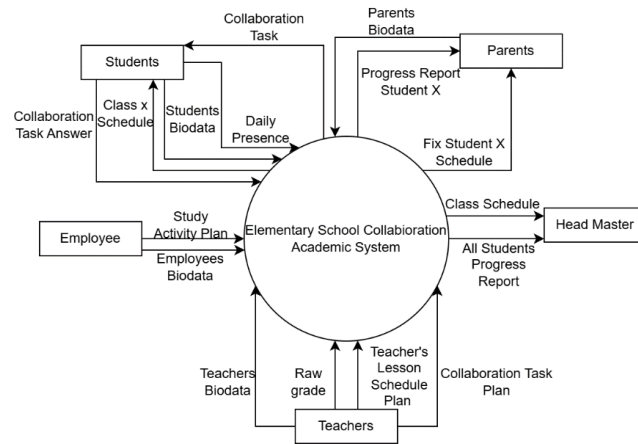 Collaboration
Task
Parents
Biodata
Students
Parents
Progress Report
Student X
Collaboration
Task Answer
Class x
Schedule
Students
Biodata
Daily
Presence
Fix Student X
Schedule
Class Schedule
Study
Activity Plan
Employee
Employees
Biodata
Elementary School Collabioration
Academic System
Head Master
All Students
Progress
Report
Teachers
Biodata
Raw
grade
Teacher's
Lesson
Schedule
Plan
Collaboration Task
Plan
Teachers